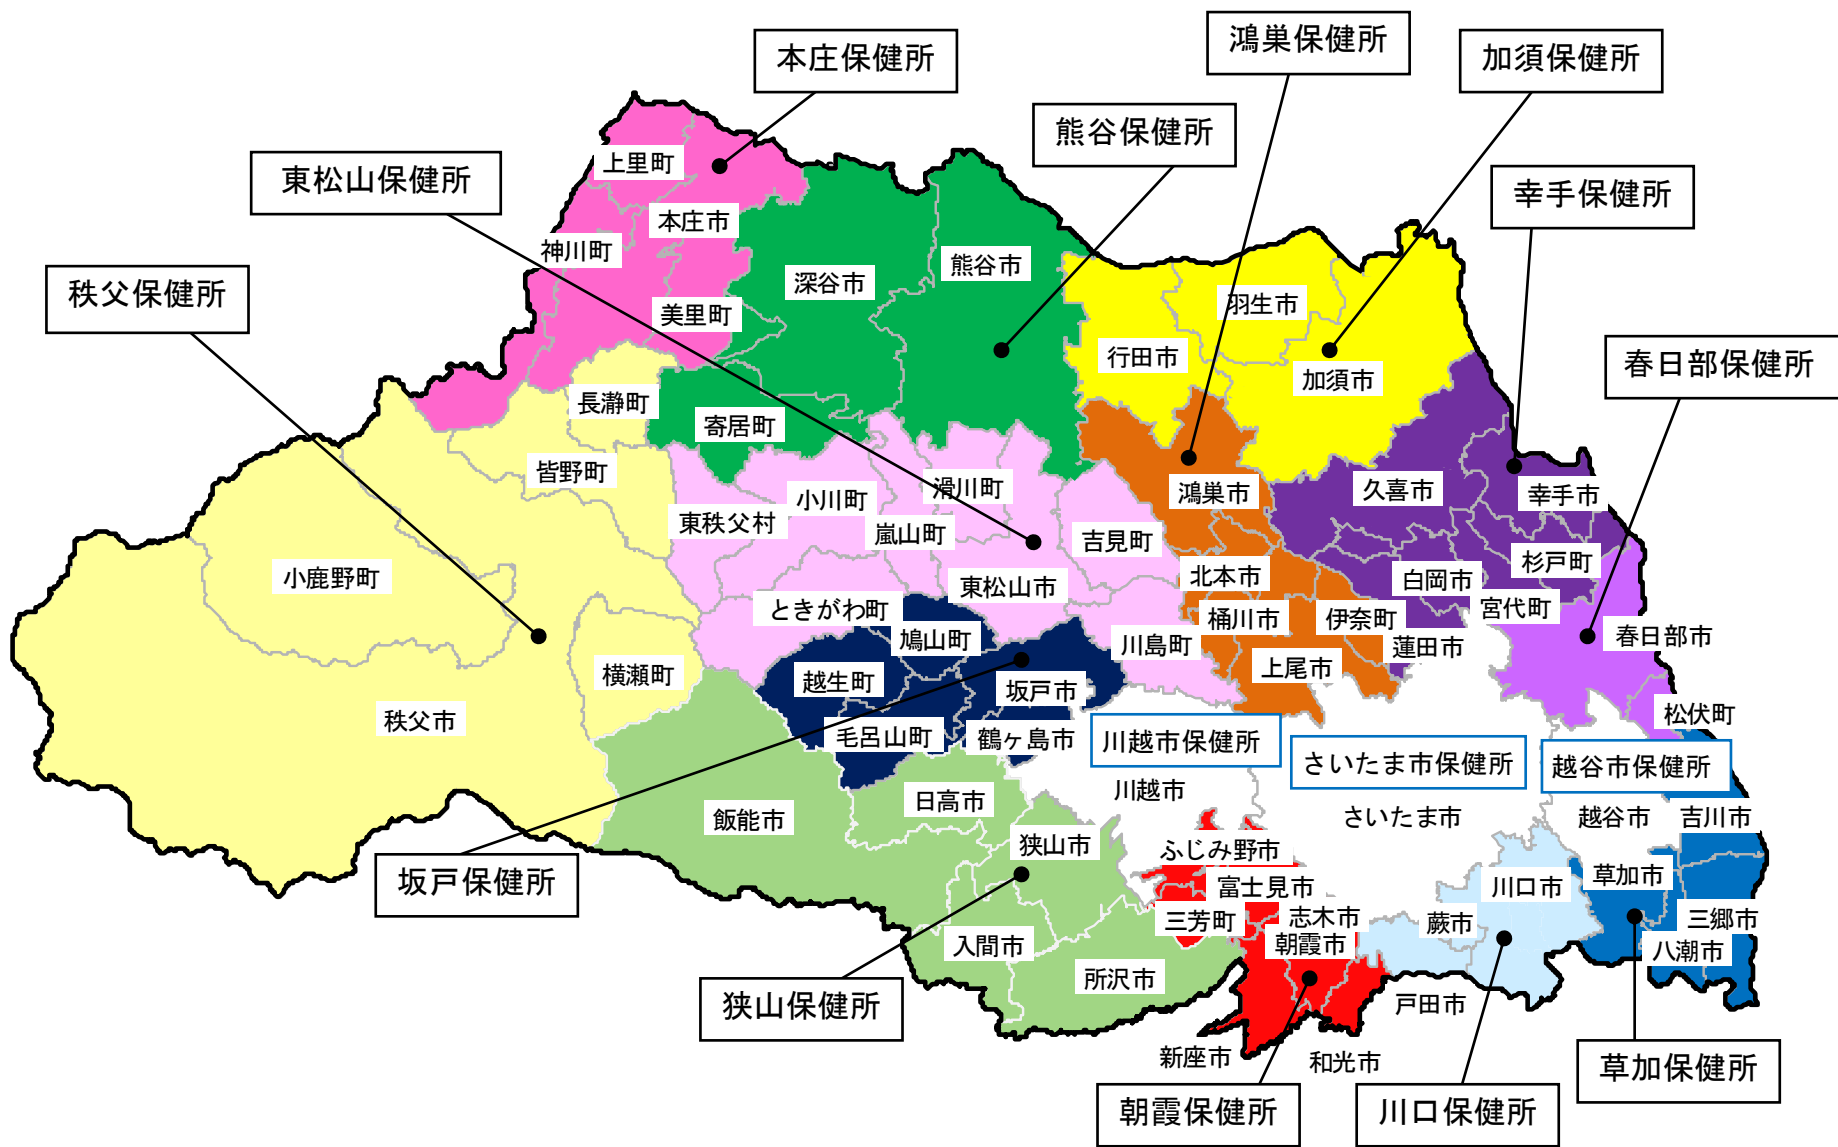 鴻巣保健所
本庄保健所
加須保健所
熊谷保健所
東松山保健所
幸手保健所
秩父保健所
春日部保健所
上里町
本庄市
神川町
美里町
深谷市
熊谷市
羽生市
行田市
加須市
長瀞町
寄居町
皆野町
小川町
滑川町
東秩父村
嵐山町
吉見町
鴻巣市
久喜市
幸手市
小鹿野町
東松山市
北本市
白岡市
杉戸町
宮代町
ときがわ町
鳩山町
川島町
桶川市
伊奈町
蓮田市
春日部市
横瀬町
越生町
坂戸市
上尾市
秩父市
毛呂山町
鶴ヶ島市
松伏町
川越市保健所
さいたま市保健所
越谷市保健所
飯能市
日高市
川越市
さいたま市
越谷市
吉川市
狭山市
ふじみ野市
坂戸保健所
富士見市
川口市
草加市
三芳町
志木市
蕨市
三郷市
入間市
朝霞市
八潮市
所沢市
狭山保健所
戸田市
新座市
和光市
草加保健所
朝霞保健所
川口保健所